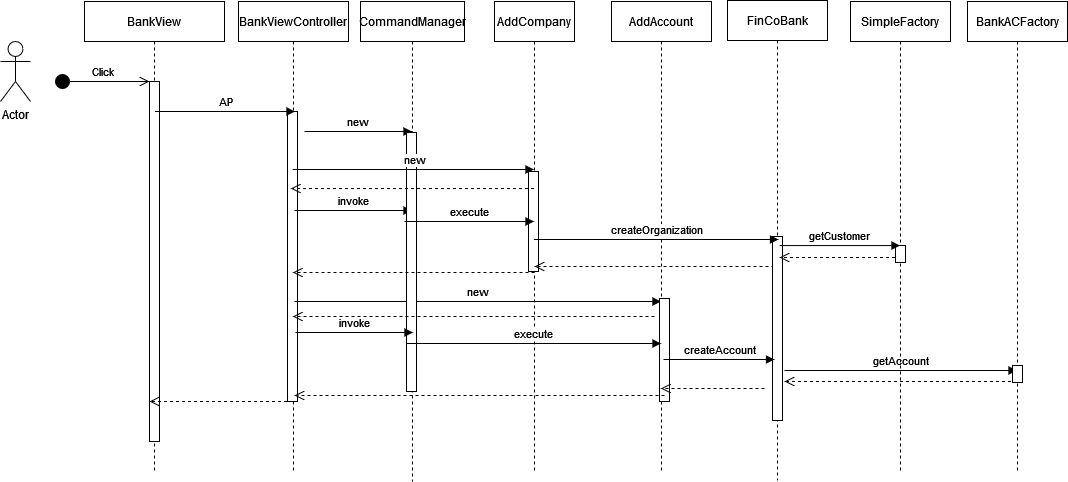 BankView
BankViewController
CommandManager
AddCompany
AddAccount
FinCoBank
SimpleFactory
BankACFactory
Click
Actor
AP
new
new
invoke
execute
createOrganization
getCustomer
new
invoke
execute
createAccount
getAccount